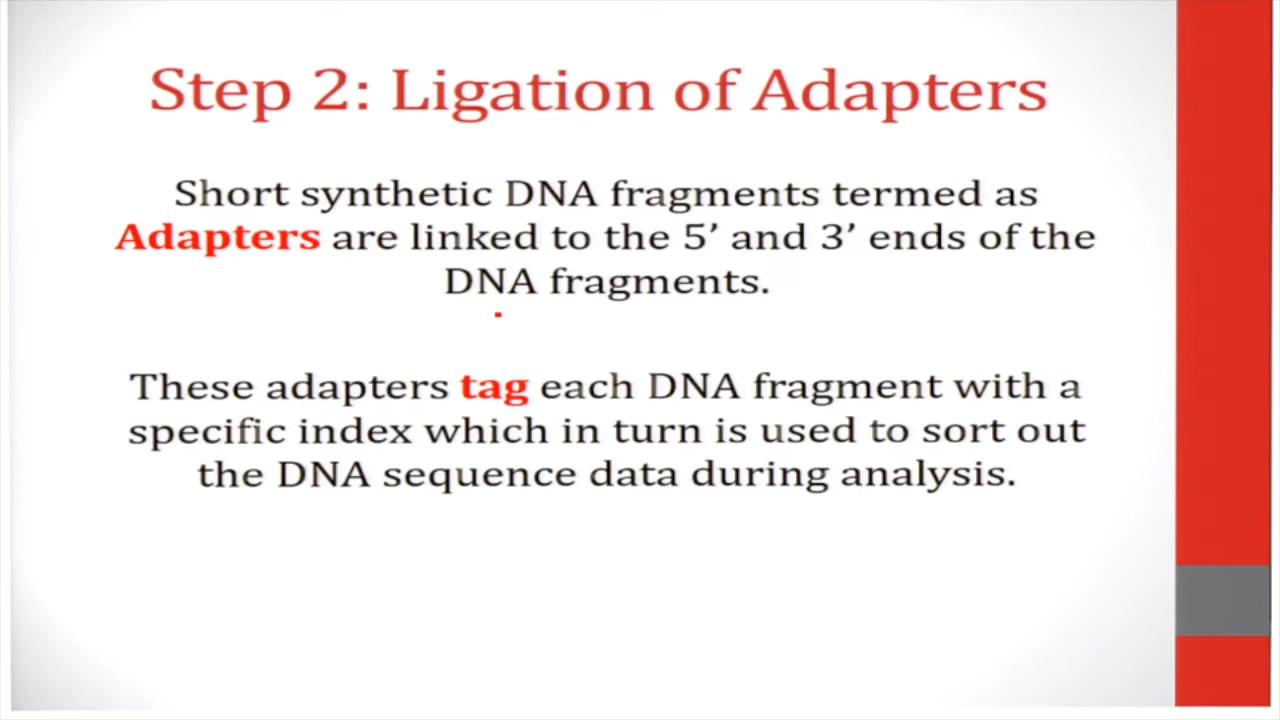 Step 2: Ligation of Adapters
Short synthetic DNA fragments termed as
Adapters are linked to the 5’ and 3’ ends of the
DNA fragments.
These adapters tag each DNA fragment with a
specific index which in turn is used to sort out
the DNA sequence data during analysis.